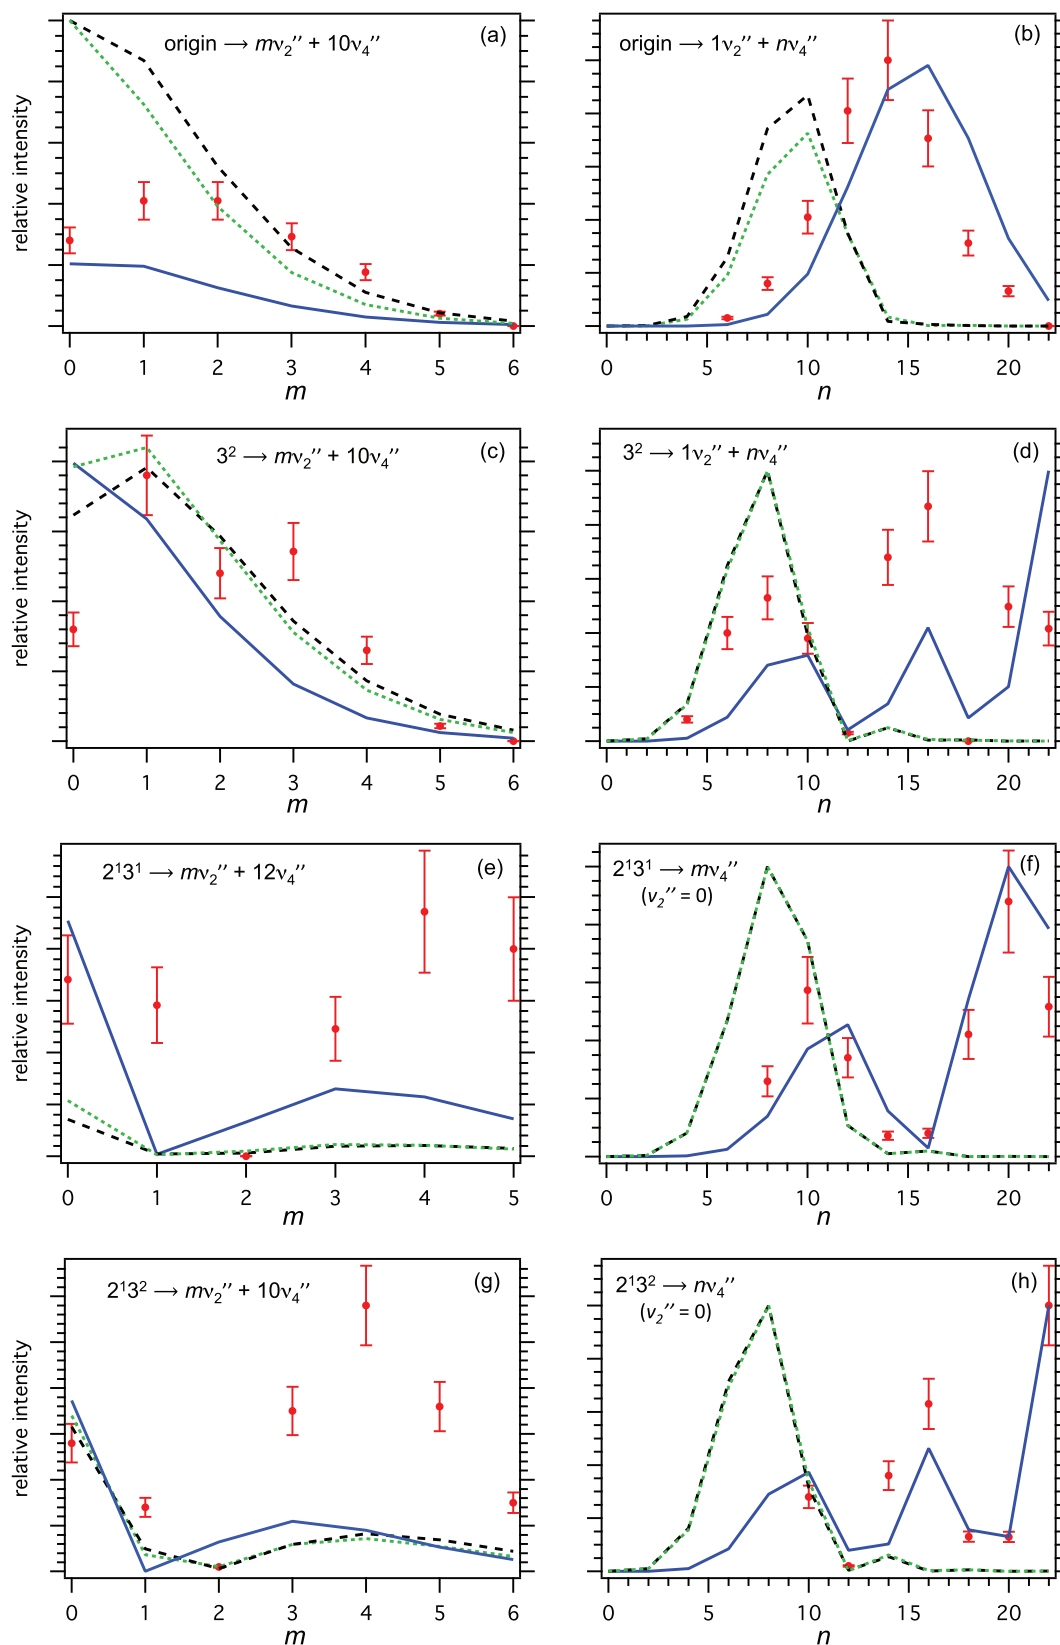 origin → mν₂″ + 10ν₄″ (a)
relative intensity
0 1 2 3 4 5 6
m
origin → 1ν₂″ + nν₄″ (b)
0 5 10 15 20
n
3² → mν₂″ + 10ν₄″ (c)
relative intensity
0 1 2 3 4 5 6
m
3² → 1ν₂″ + nν₄″ (d)
0 5 10 15 20
n
2¹3¹ → mν₂″ + 12ν₄″ (e)
relative intensity
0 1 2 3 4 5
m
2¹3¹ → mν₄″ (f)
(v₂″ = 0)
0 5 10 15 20
n
2¹3² → mν₂″ + 10ν₄″ (g)
relative intensity
0 1 2 3 4 5 6
m
2¹3² → nν₄″ (h)
(v₂″ = 0)
0 5 10 15 20
n